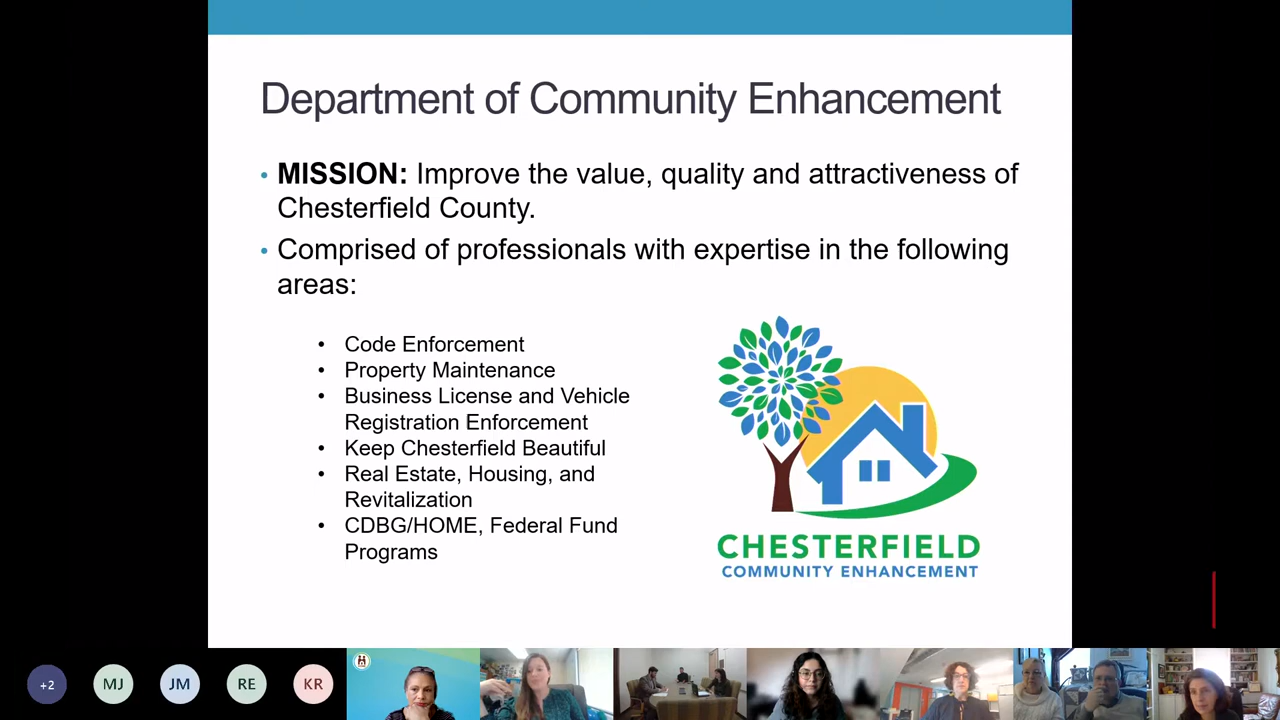 Department of Community Enhancement
• MISSION: Improve the value, quality and attractiveness of
Chesterfield County.
• Comprised of professionals with expertise in the following
areas:
• Code Enforcement
• Property Maintenance
• Business License and Vehicle
Registration Enforcement
• Keep Chesterfield Beautiful
• Real Estate, Housing, and
Revitalization
• CDBG/HOME, Federal Fund
Programs
CHESTERFIELD
COMMUNITY ENHANCEMENT
+2
MJ
JM
RE
KR